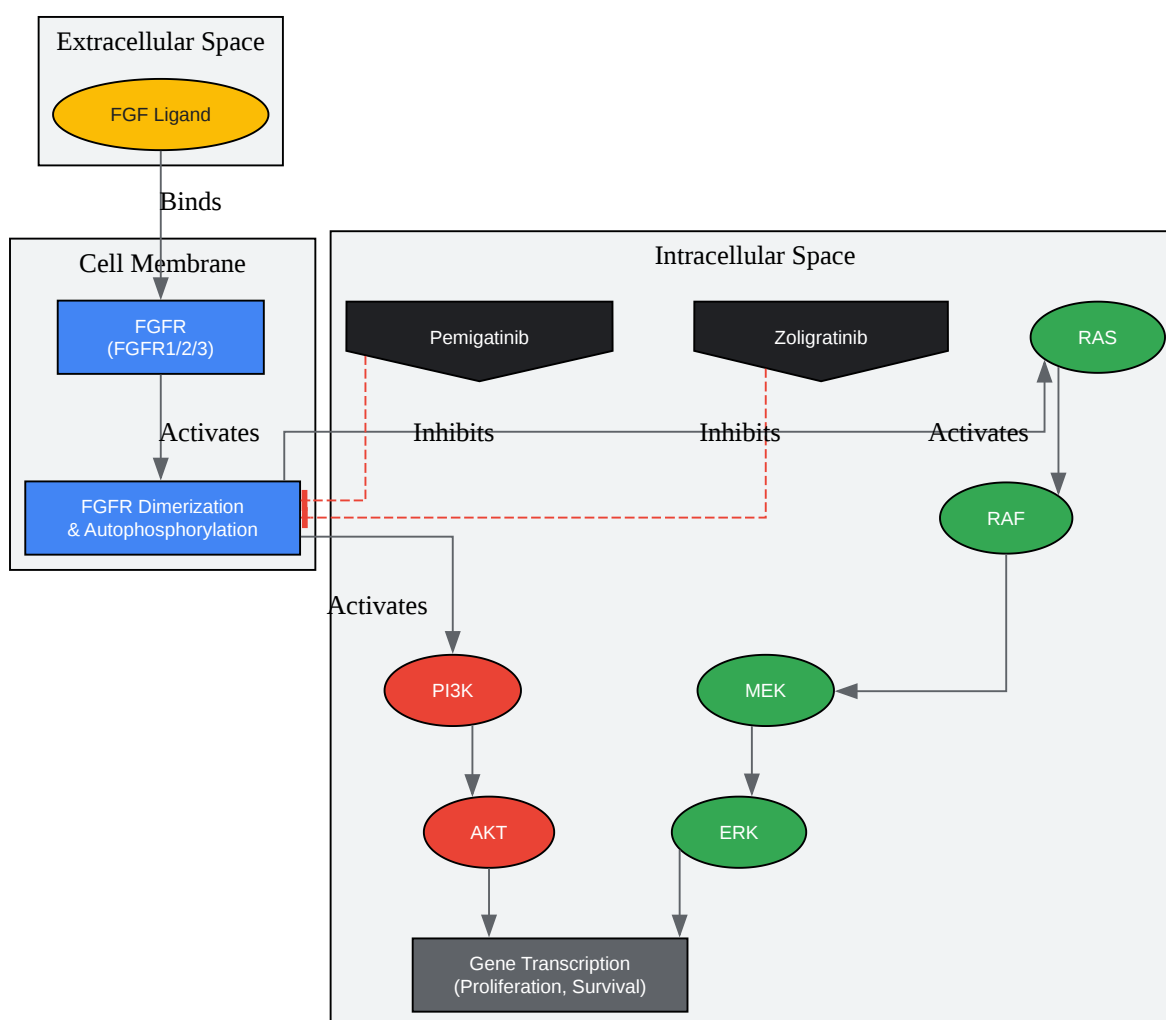 Extracellular Space
FGF Ligand
Binds
Cell Membrane
Intracellular Space
FGFR
(FGFR1/2/3)
Pemigatinib
Zoligratinib
RAS
Activates
Inhibits
Inhibits
Activates
FGFR Dimerization
& Autophosphorylation
RAF
Activates
PI3K
MEK
AKT
ERK
Gene Transcription
(Proliferation, Survival)